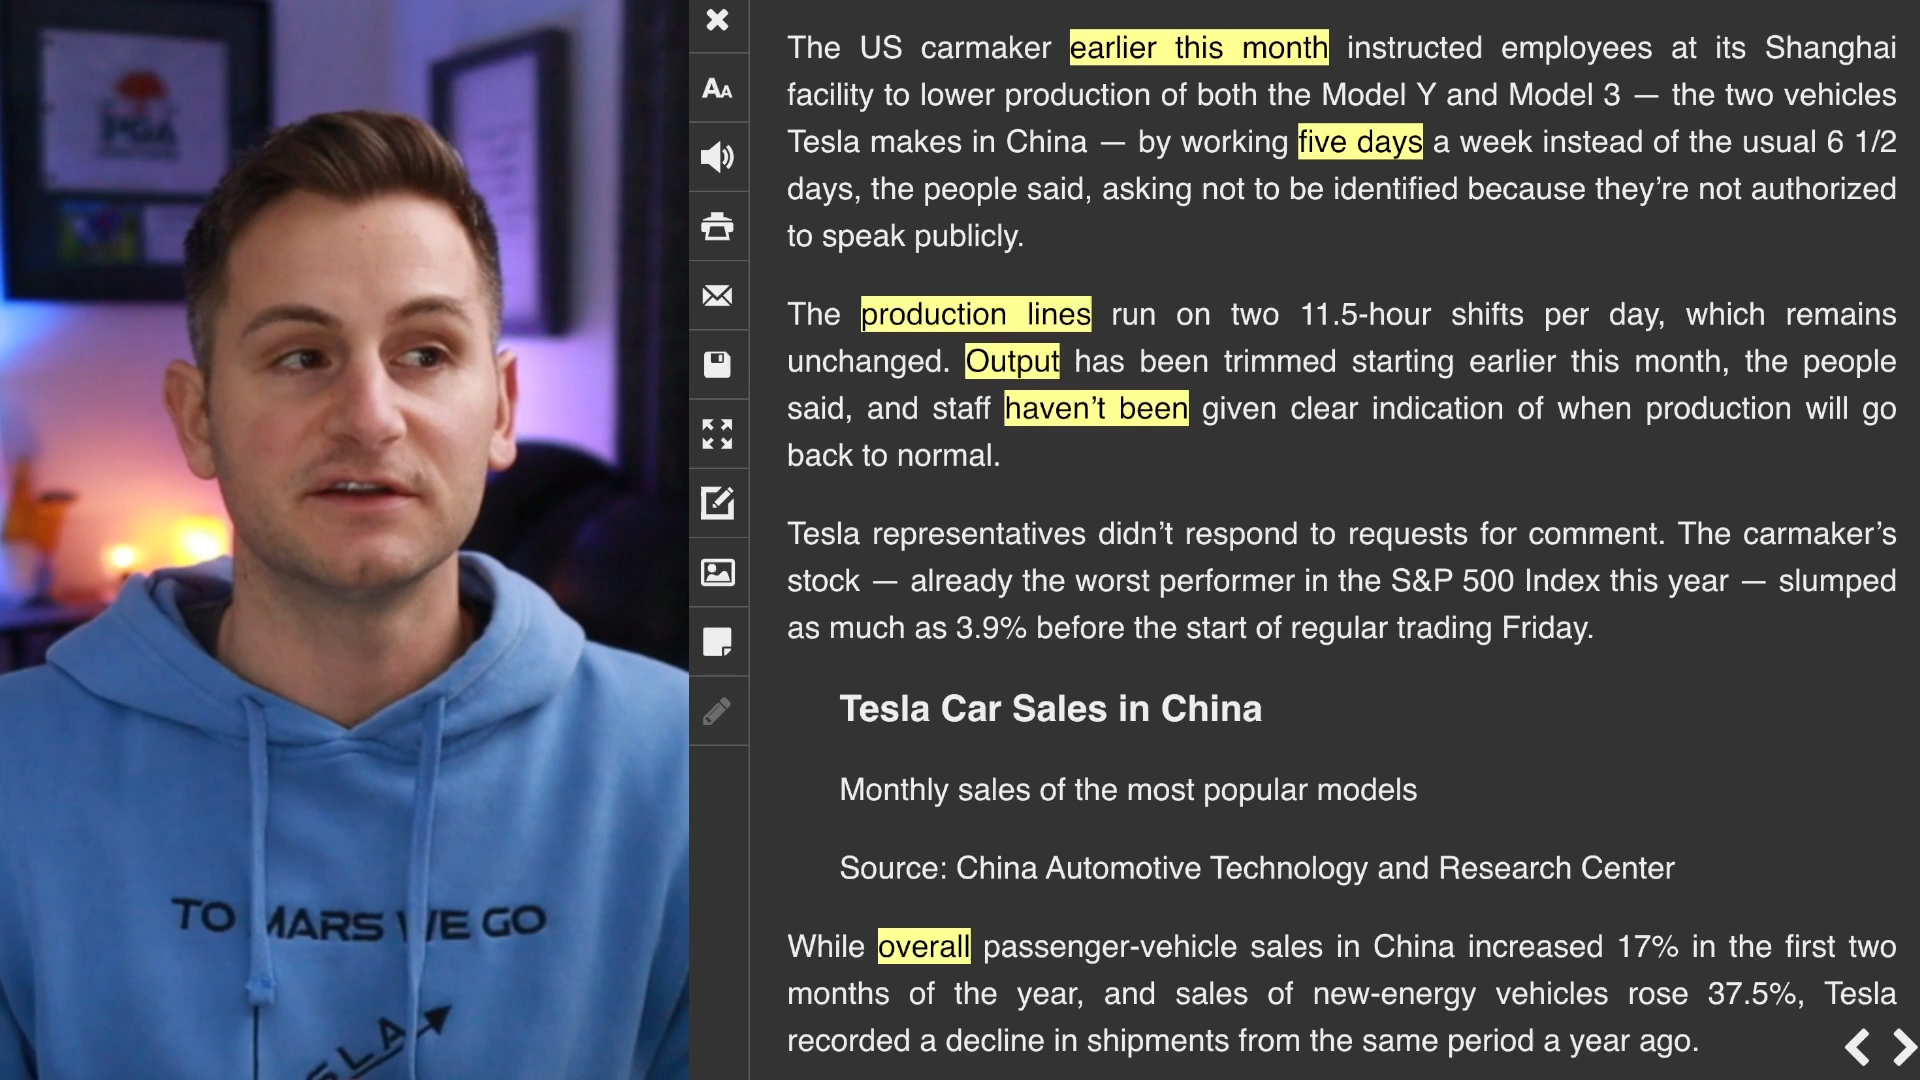 PGA
TO MARS WE GO
SLA
The US carmaker earlier this month instructed employees at its Shanghai
facility to lower production of both the Model Y and Model 3 — the two vehicles
Tesla makes in China — by working five days a week instead of the usual 6 1/2
days, the people said, asking not to be identified because they’re not authorized
to speak publicly.
The production lines run on two 11.5-hour shifts per day, which remains
unchanged. Output has been trimmed starting earlier this month, the people
said, and staff haven’t been given clear indication of when production will go
back to normal.
Tesla representatives didn’t respond to requests for comment. The carmaker’s
stock — already the worst performer in the S&P 500 Index this year — slumped
as much as 3.9% before the start of regular trading Friday.
Tesla Car Sales in China
Monthly sales of the most popular models
Source: China Automotive Technology and Research Center
While overall passenger-vehicle sales in China increased 17% in the first two
months of the year, and sales of new-energy vehicles rose 37.5%, Tesla
recorded a decline in shipments from the same period a year ago.